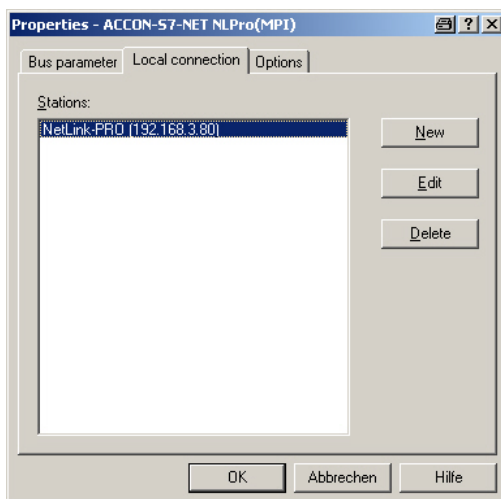 Properties - ACCON-S7-NET NLPro(MPI)
Bus parameter Local connection Options
Stations:
NetLink-PRO (192.168.3.80)
New
Edit
Delete
OK Abbrechen Hilfe